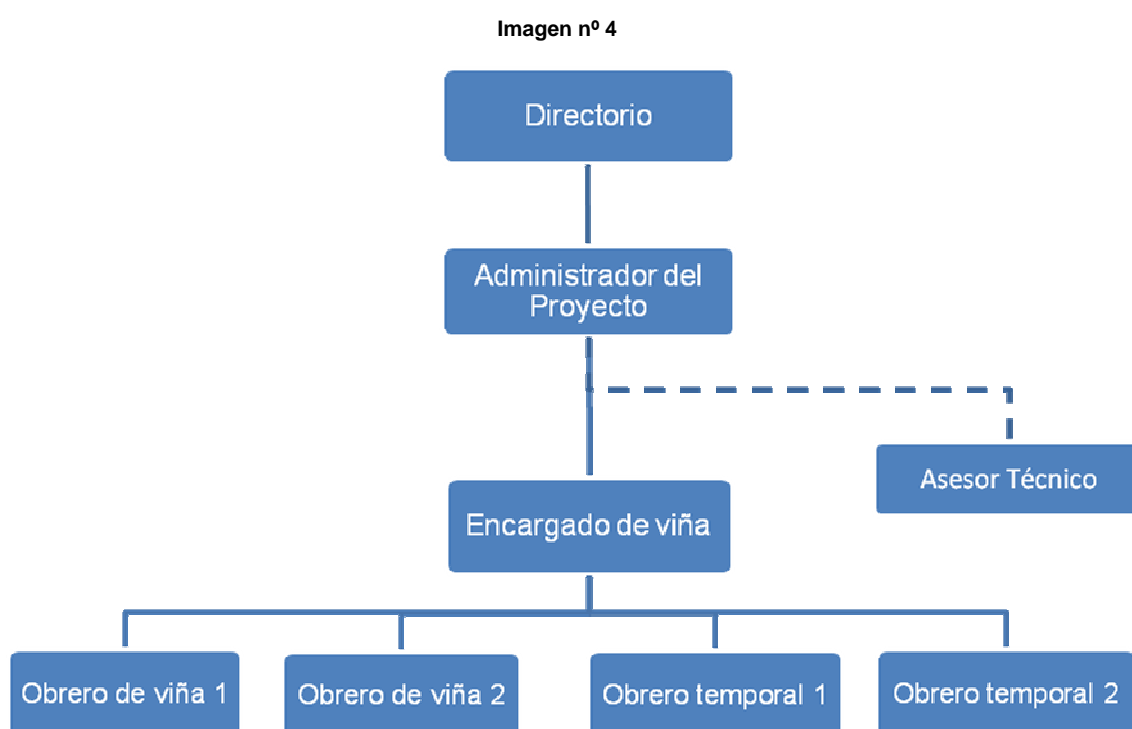 Imagen nº 4
Directorio
Administrador del
Proyecto
Asesor Técnico
Encargado de viña
Obrero de viña 1
Obrero de viña 2
Obrero temporal 1
Obrero temporal 2